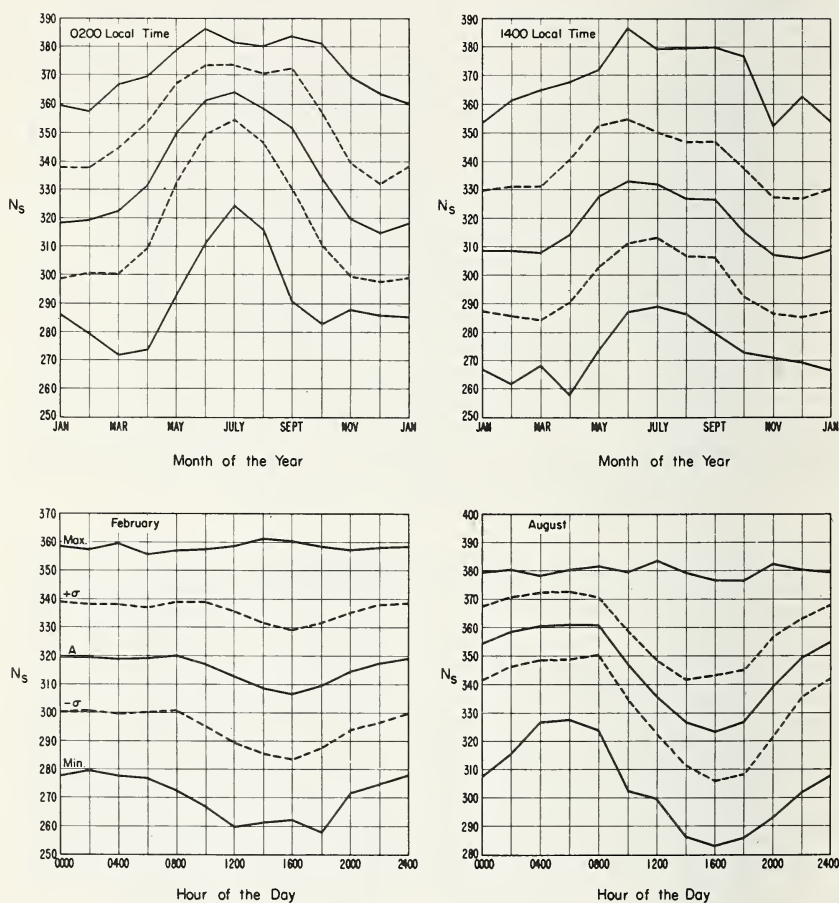 0200 Local Time
390
380
370
360
350
340
330
320
310
300
290
280
270
260
250
Ns
JAN MAR MAY JULY SEPT NOV JAN
Month of the Year
1400 Local Time
390
380
370
360
350
340
330
320
310
300
290
280
270
260
250
Ns
JAN MAR MAY JULY SEPT NOV JAN
Month of the Year
February
370
360
350
340
330
320
310
300
290
280
270
260
250
Ns
Max.
+σ
A
-σ
Min.
0000 0400 0800 1200 1600 2000 2400
Hour of the Day
August
400
390
380
370
360
350
340
330
320
310
300
290
280
Ns
0000 0400 0800 1200 1600 2000 2400
Hour of the Day